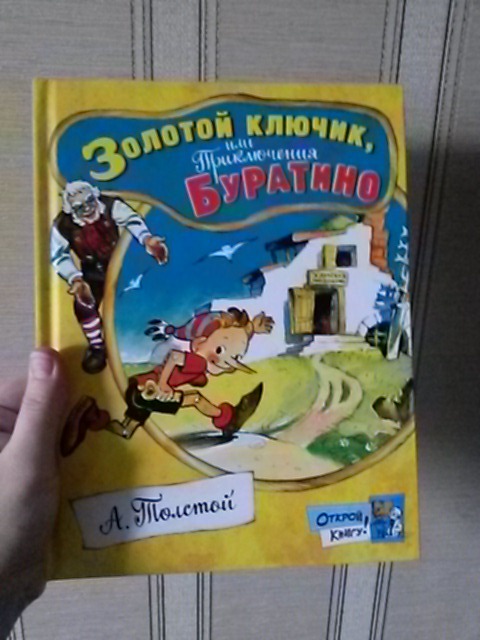 Золотой ключик,
или
Приключения
Буратино
А. Толстой
Открой
книгу!